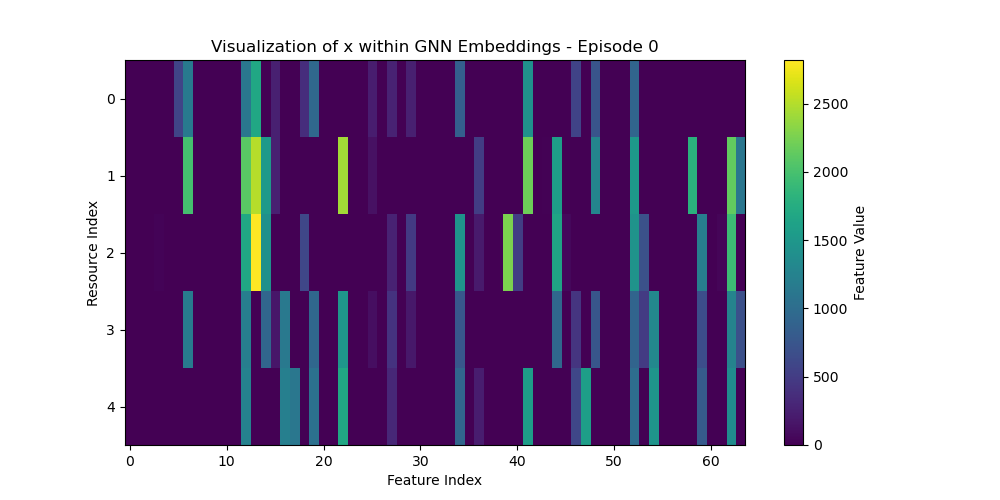 Visualization of x within GNN Embeddings - Episode 0
0
1
2
3
4
Resource Index
0 10 20 30 40 50 60
Feature Index
2500
2000
1500
1000
500
0
Feature Value